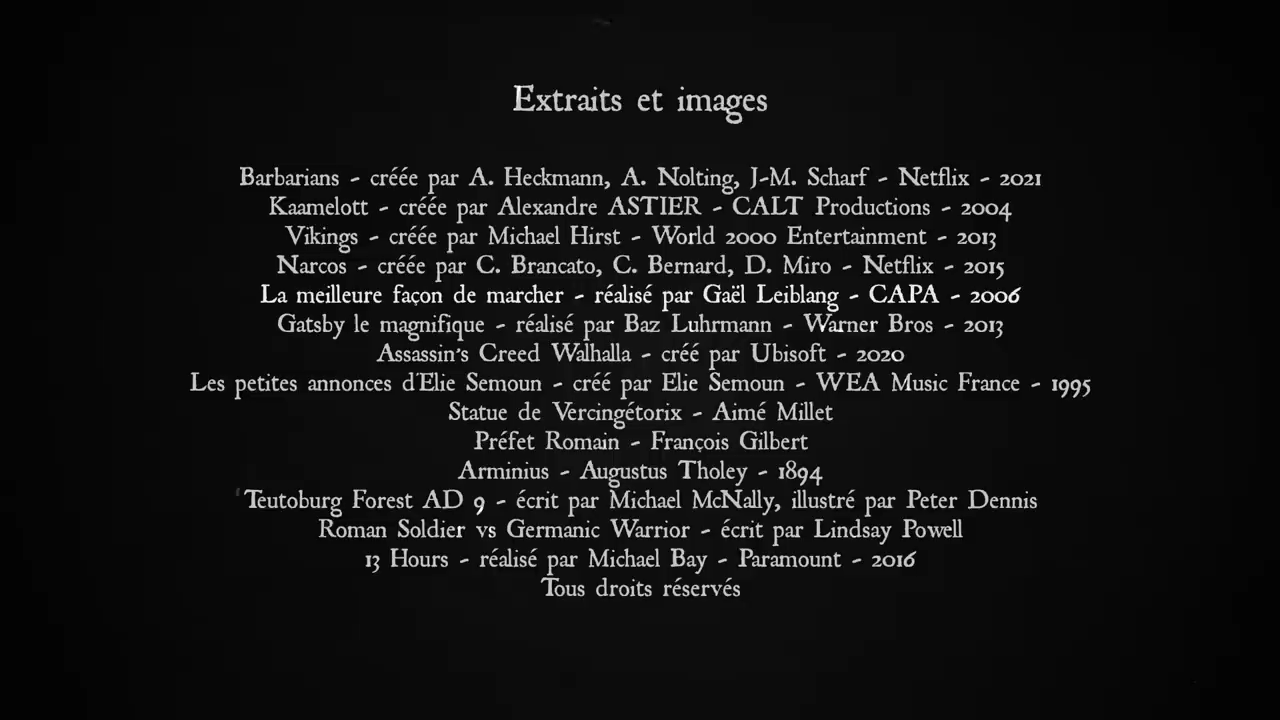 Extraits et images
Barbarians - créée par A. Heckmann, A. Nolting, J-M. Scharf - Netflix - 2021
Kaamelott - créée par Alexandre ASTIER - CALT Productions - 2004
Vikings - créée par Michael Hirst - World 2000 Entertainment - 2013
Narcos - créée par C. Brancato, C. Bernard, D. Miro - Netflix - 2015
La meilleure façon de marcher - réalisé par Gaël Leiblang - CAPA - 2006
Gatsby le magnifique - réalisé par Baz Luhrmann - Warner Bros - 2013
Assassin's Creed Walhalla - créé par Ubisoft - 2020
Les petites annonces d'Elie Semoun - créé par Elie Semoun - WEA Music France - 1995
Statue de Vercingétorix - Aimé Millet
Préfet Romain - François Gilbert
Arminius - Augustus Tholey - 1894
Teutoburg Forest AD 9 - écrit par Michael McNally, illustré par Peter Dennis
Roman Soldier vs Germanic Warrior - écrit par Lindsay Powell
13 Hours - réalisé par Michael Bay - Paramount - 2016
Tous droits réservés